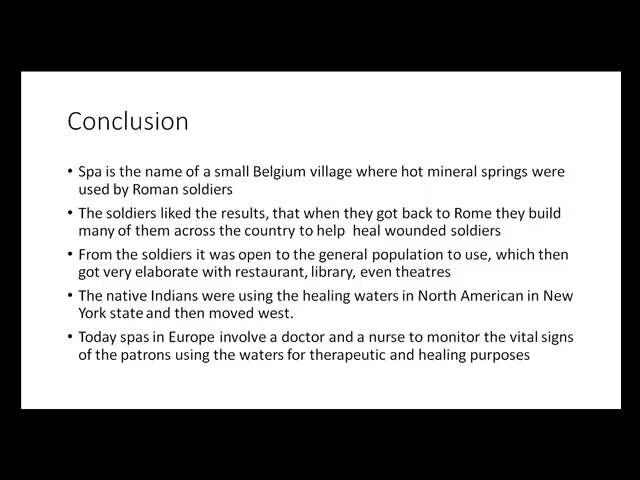 Conclusion
• Spa is the name of a small Belgium village where hot mineral springs were
used by Roman soldiers
• The soldiers liked the results, that when they got back to Rome they build
many of them across the country to help  heal wounded soldiers
• From the soldiers it was open to the general population to use, which then
got very elaborate with restaurant, library, even theatres
• The native Indians were using the healing waters in North American in New
York state and then moved west.
• Today spas in Europe involve a doctor and a nurse to monitor the vital signs
of the patrons using the waters for therapeutic and healing purposes